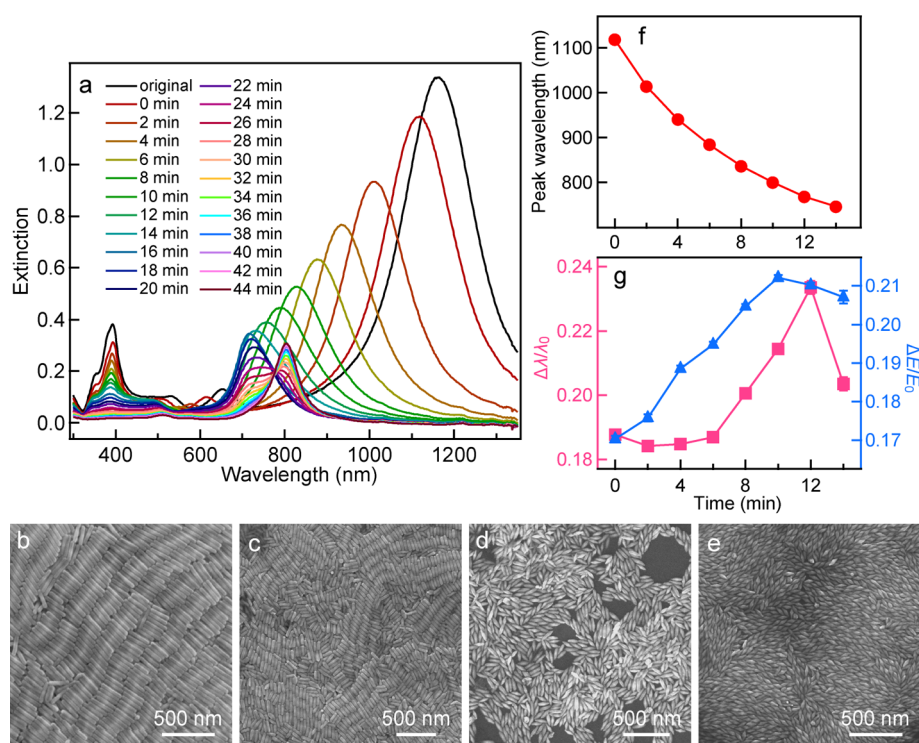 a
original
0 min
2 min
4 min
6 min
8 min
10 min
12 min
14 min
16 min
18 min
20 min
22 min
24 min
26 min
28 min
30 min
32 min
34 min
36 min
38 min
40 min
42 min
44 min
Extinction
1.2
1.0
0.8
0.6
0.4
0.2
0.0
400 600 800 1000 1200
Wavelength (nm)
f
Peak wavelength (nm)
1100
1000
900
800
0 4 8 12
g
Δλ/λ0
0.24
0.22
0.20
0.18
ΔE/E0
0.21
0.20
0.19
0.18
0.17
0 4 8 12
Time (min)
b
500 nm
c
500 nm
d
500 nm
e
500 nm